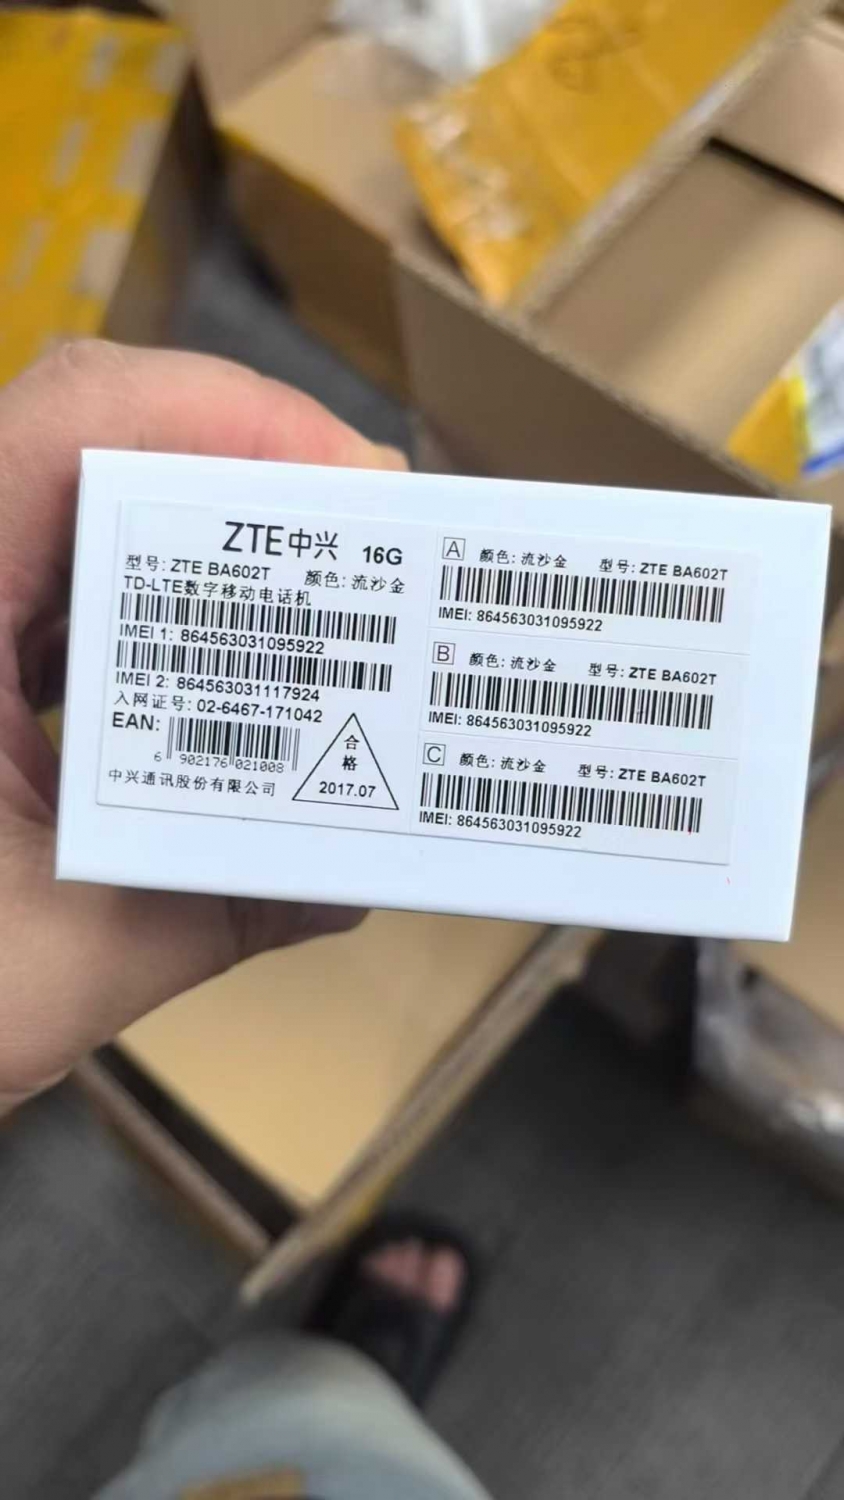 ZTE中兴 16G
型号: ZTE BA602T 颜色: 流沙金
TD-LTE数字移动电话机
IMEI 1: 864563031095922
IMEI 2: 864563031117924
入网证号: 02-6467-171042
EAN:
6 902176 021008
合格
2017.07
中兴通讯股份有限公司
A 颜色: 流沙金 型号: ZTE BA602T
IMEI: 864563031095922
B 颜色: 流沙金 型号: ZTE BA602T
IMEI: 864563031095922
C 颜色: 流沙金 型号: ZTE BA602T
IMEI: 864563031095922